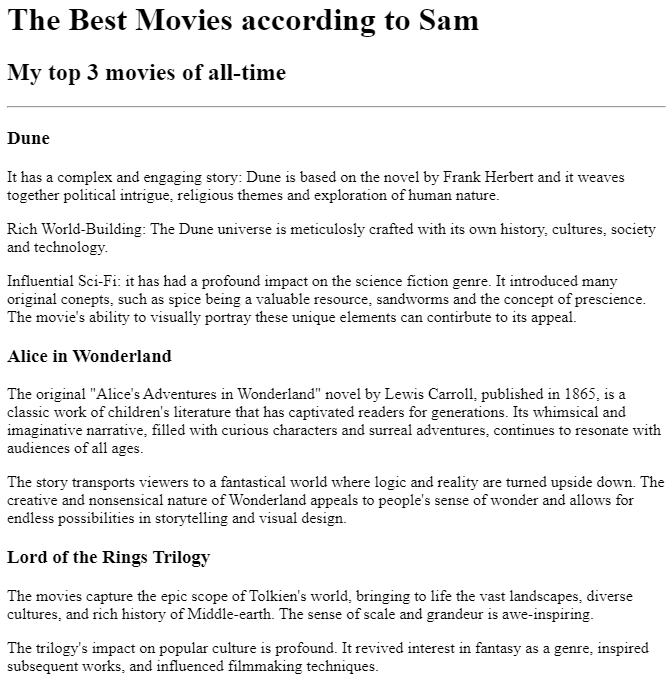 The Best Movies according to Sam
My top 3 movies of all-time
Dune
It has a complex and engaging story: Dune is based on the novel by Frank Herbert and it weaves
together political intrigue, religious themes and exploration of human nature.
Rich World-Building: The Dune universe is meticulosly crafted with its own history, cultures, society
and technology.
Influential Sci-Fi: it has had a profound impact on the science fiction genre. It introduced many
original conepts, such as spice being a valuable resource, sandworms and the concept of prescience.
The movie's ability to visually portray these unique elements can contirbute to its appeal.
Alice in Wonderland
The original "Alice's Adventures in Wonderland" novel by Lewis Carroll, published in 1865, is a
classic work of children's literature that has captivated readers for generations. Its whimsical and
imaginative narrative, filled with curious characters and surreal adventures, continues to resonate with
audiences of all ages.
The story transports viewers to a fantastical world where logic and reality are turned upside down. The
creative and nonsensical nature of Wonderland appeals to people's sense of wonder and allows for
endless possibilities in storytelling and visual design.
Lord of the Rings Trilogy
The movies capture the epic scope of Tolkien's world, bringing to life the vast landscapes, diverse
cultures, and rich history of Middle-earth. The sense of scale and grandeur is awe-inspiring.
The trilogy's impact on popular culture is profound. It revived interest in fantasy as a genre, inspired
subsequent works, and influenced filmmaking techniques.